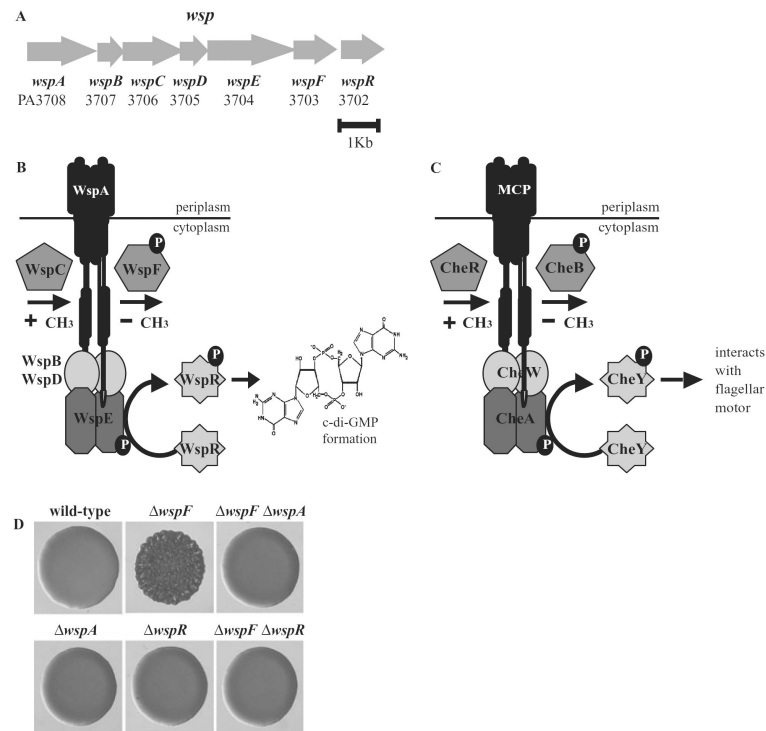 A
wsp
wspA wspB wspC wspD wspE wspF wspR
PA3708 3707 3706 3705 3704 3703 3702
1Kb
B
WspA
periplasm
cytoplasm
WspC
WspF
P
+ CH3
− CH3
WspB
WspD
WspE
P
WspR
P
WspR
c-di-GMP
formation
C
MCP
periplasm
cytoplasm
CheR
CheB
P
+ CH3
− CH3
CheW
CheA
P
CheY
P
CheY
interacts
with
flagellar
motor
D
wild-type ΔwspF ΔwspF ΔwspA
ΔwspA ΔwspR ΔwspF ΔwspR